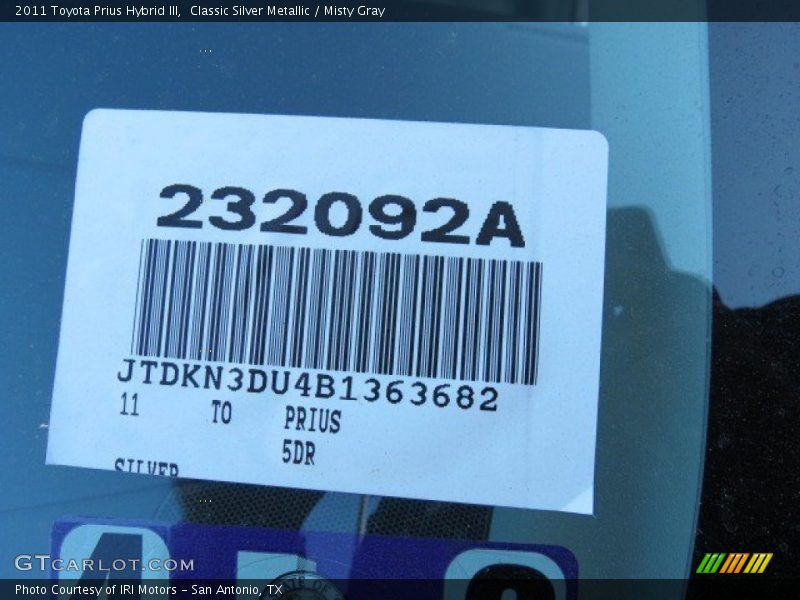 2011 Toyota Prius Hybrid III,  Classic Silver Metallic / Misty Gray
232092A
JTDKN3DU4B1363682
11 TO PRIUS
5DR
SILVER
GTCARLOT.COM
Photo Courtesy of IRI Motors – San Antonio, TX